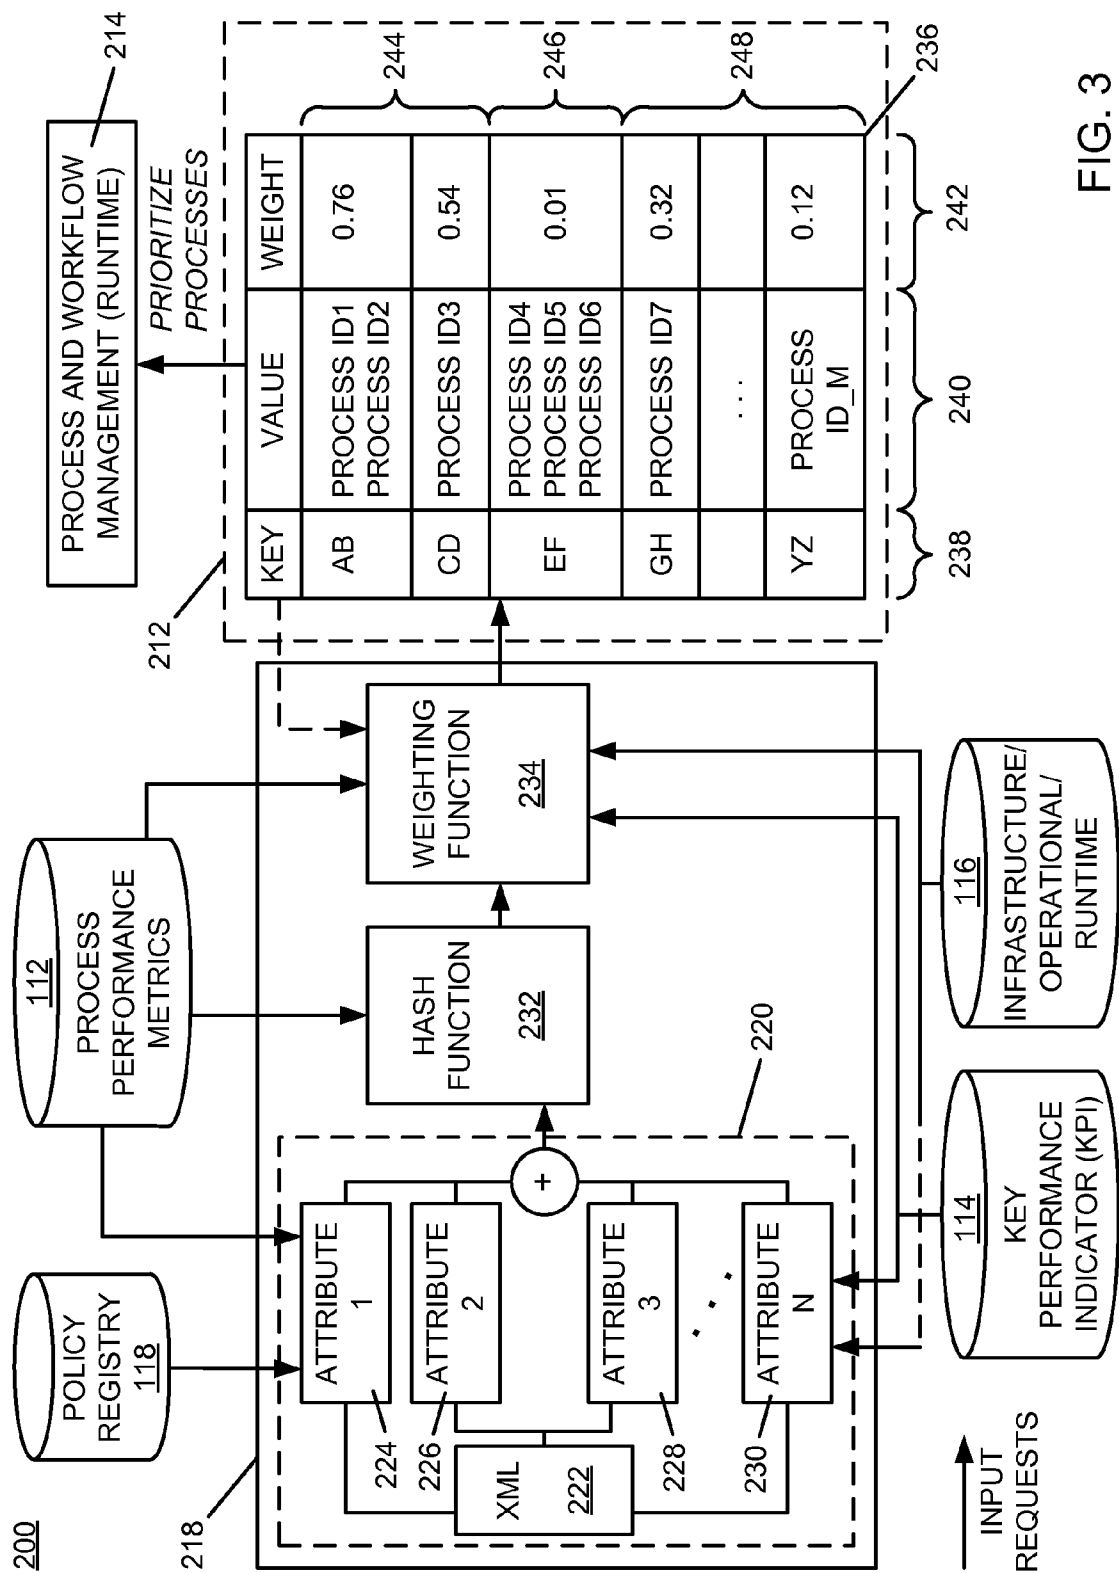 200
218
POLICY
REGISTRY
118
112
PROCESS
PERFORMANCE
METRICS
212
PROCESS AND WORKFLOW
MANAGEMENT (RUNTIME)
214
PRIORITIZE
PROCESSES
XML
222
ATTRIBUTE
1
224
ATTRIBUTE
2
226
ATTRIBUTE
3
228
. . .
ATTRIBUTE
N
230
+
220
HASH
FUNCTION
232
WEIGHTING
FUNCTION
234
KEY VALUE WEIGHT
AB PROCESS ID1 0.76
PROCESS ID2
CD PROCESS ID3 0.54
EF PROCESS ID4 0.01
PROCESS ID5
PROCESS ID6
GH PROCESS ID7 0.32
. . .
YZ PROCESS 0.12
ID_M
244
246
248
236
238
240
242
INPUT
REQUESTS
114
KEY
PERFORMANCE
INDICATOR (KPI)
116
INFRASTRUCTURE/
OPERATIONAL/
RUNTIME
FIG. 3